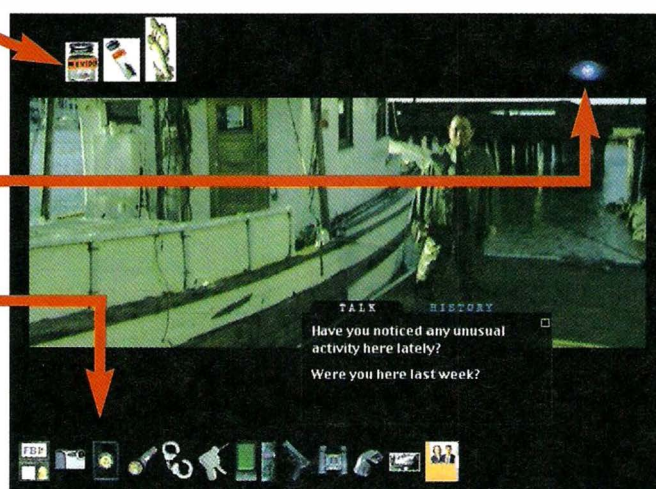 TALK HISTORY
Have you noticed any unusual
activity here lately?
Were you here last week?
FBI